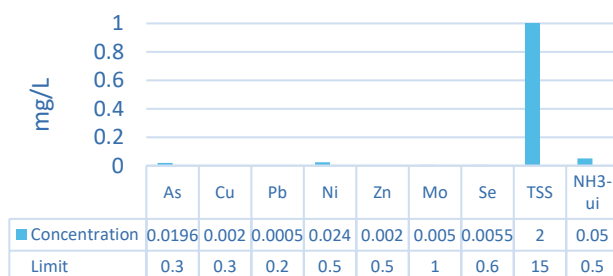 1
0.8
0.6
0.4
0.2
0
mg/L
As Cu Pb Ni Zn Mo Se TSS NH3-ui
Concentration 0.0196 0.002 0.0005 0.024 0.002 0.005 0.0055 2 0.05
Limit 0.3 0.3 0.2 0.5 0.5 1 0.6 15 0.5